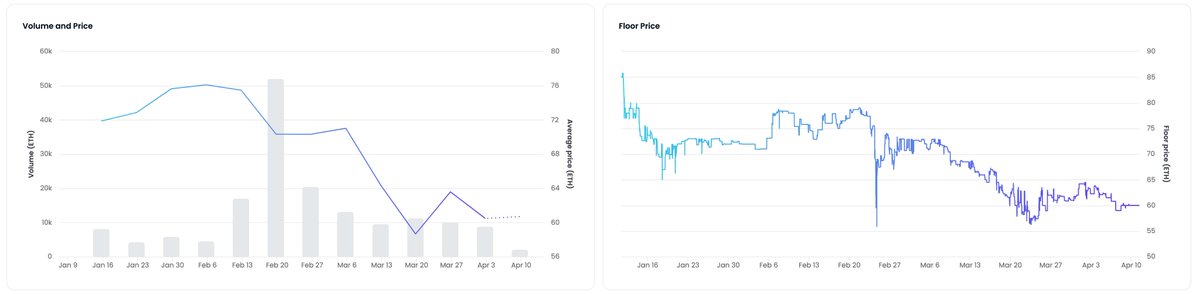 Volume and Price
60k
50k
40k
30k
20k
10k
0
Volume (ETH)
80
76
72
68
64
60
56
Average price (ETH)
Jan 9 Jan 16 Jan 23 Jan 30 Feb 6 Feb 13 Feb 20 Feb 27 Mar 6 Mar 13 Mar 20 Mar 27 Apr 3 Apr 10
Floor Price
90
85
80
75
70
65
60
55
50
Floor price (ETH)
Jan 16 Jan 23 Jan 30 Feb 6 Feb 13 Feb 20 Feb 27 Mar 6 Mar 13 Mar 20 Mar 27 Apr 3 Apr 10